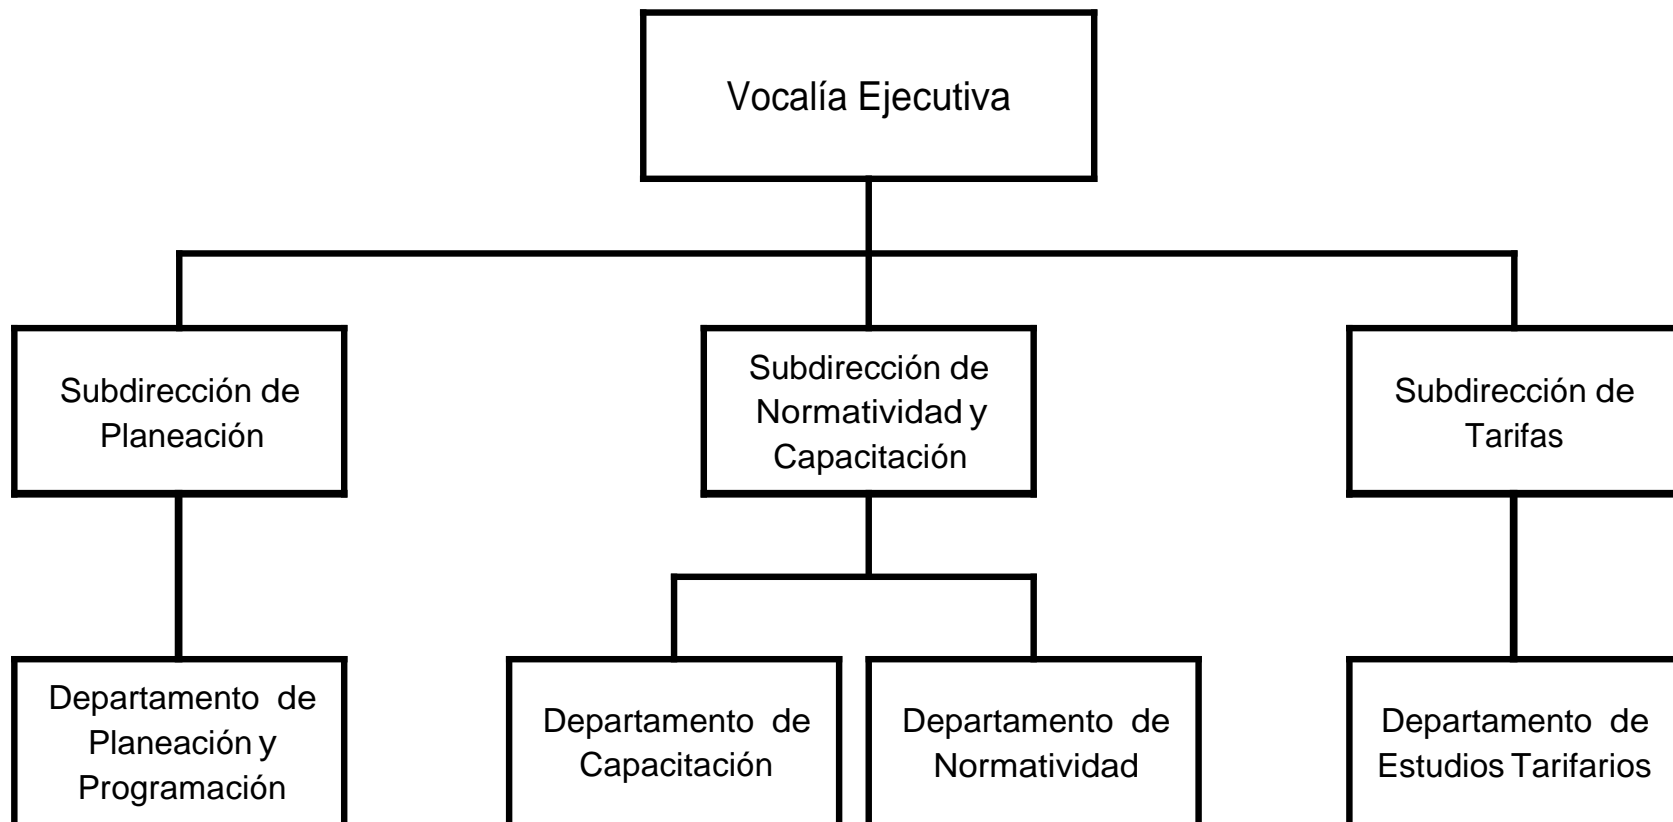 Vocalía Ejecutiva
Subdirección de
Planeación
Subdirección de
Normatividad y
Capacitación
Subdirección de
Tarifas
Departamento de
Planeación y
Programación
Departamento de
Capacitación
Departamento de
Normatividad
Departamento de
Estudios Tarifarios